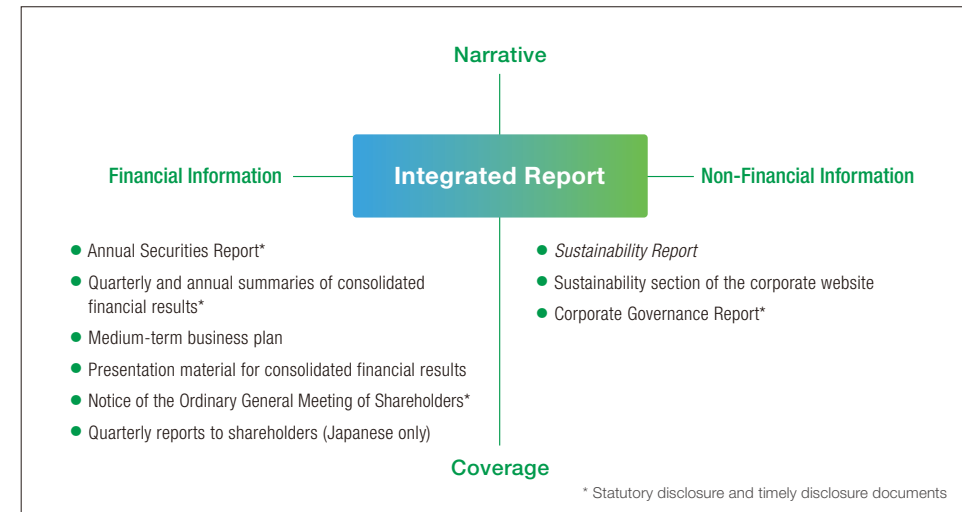 Narrative
Financial Information
Integrated Report
Non-Financial Information
● Annual Securities Report*
● Quarterly and annual summaries of consolidated
financial results*
● Medium-term business plan
● Presentation material for consolidated financial results
● Notice of the Ordinary General Meeting of Shareholders*
● Quarterly reports to shareholders (Japanese only)
● Sustainability Report
● Sustainability section of the corporate website
● Corporate Governance Report*
Coverage
* Statutory disclosure and timely disclosure documents